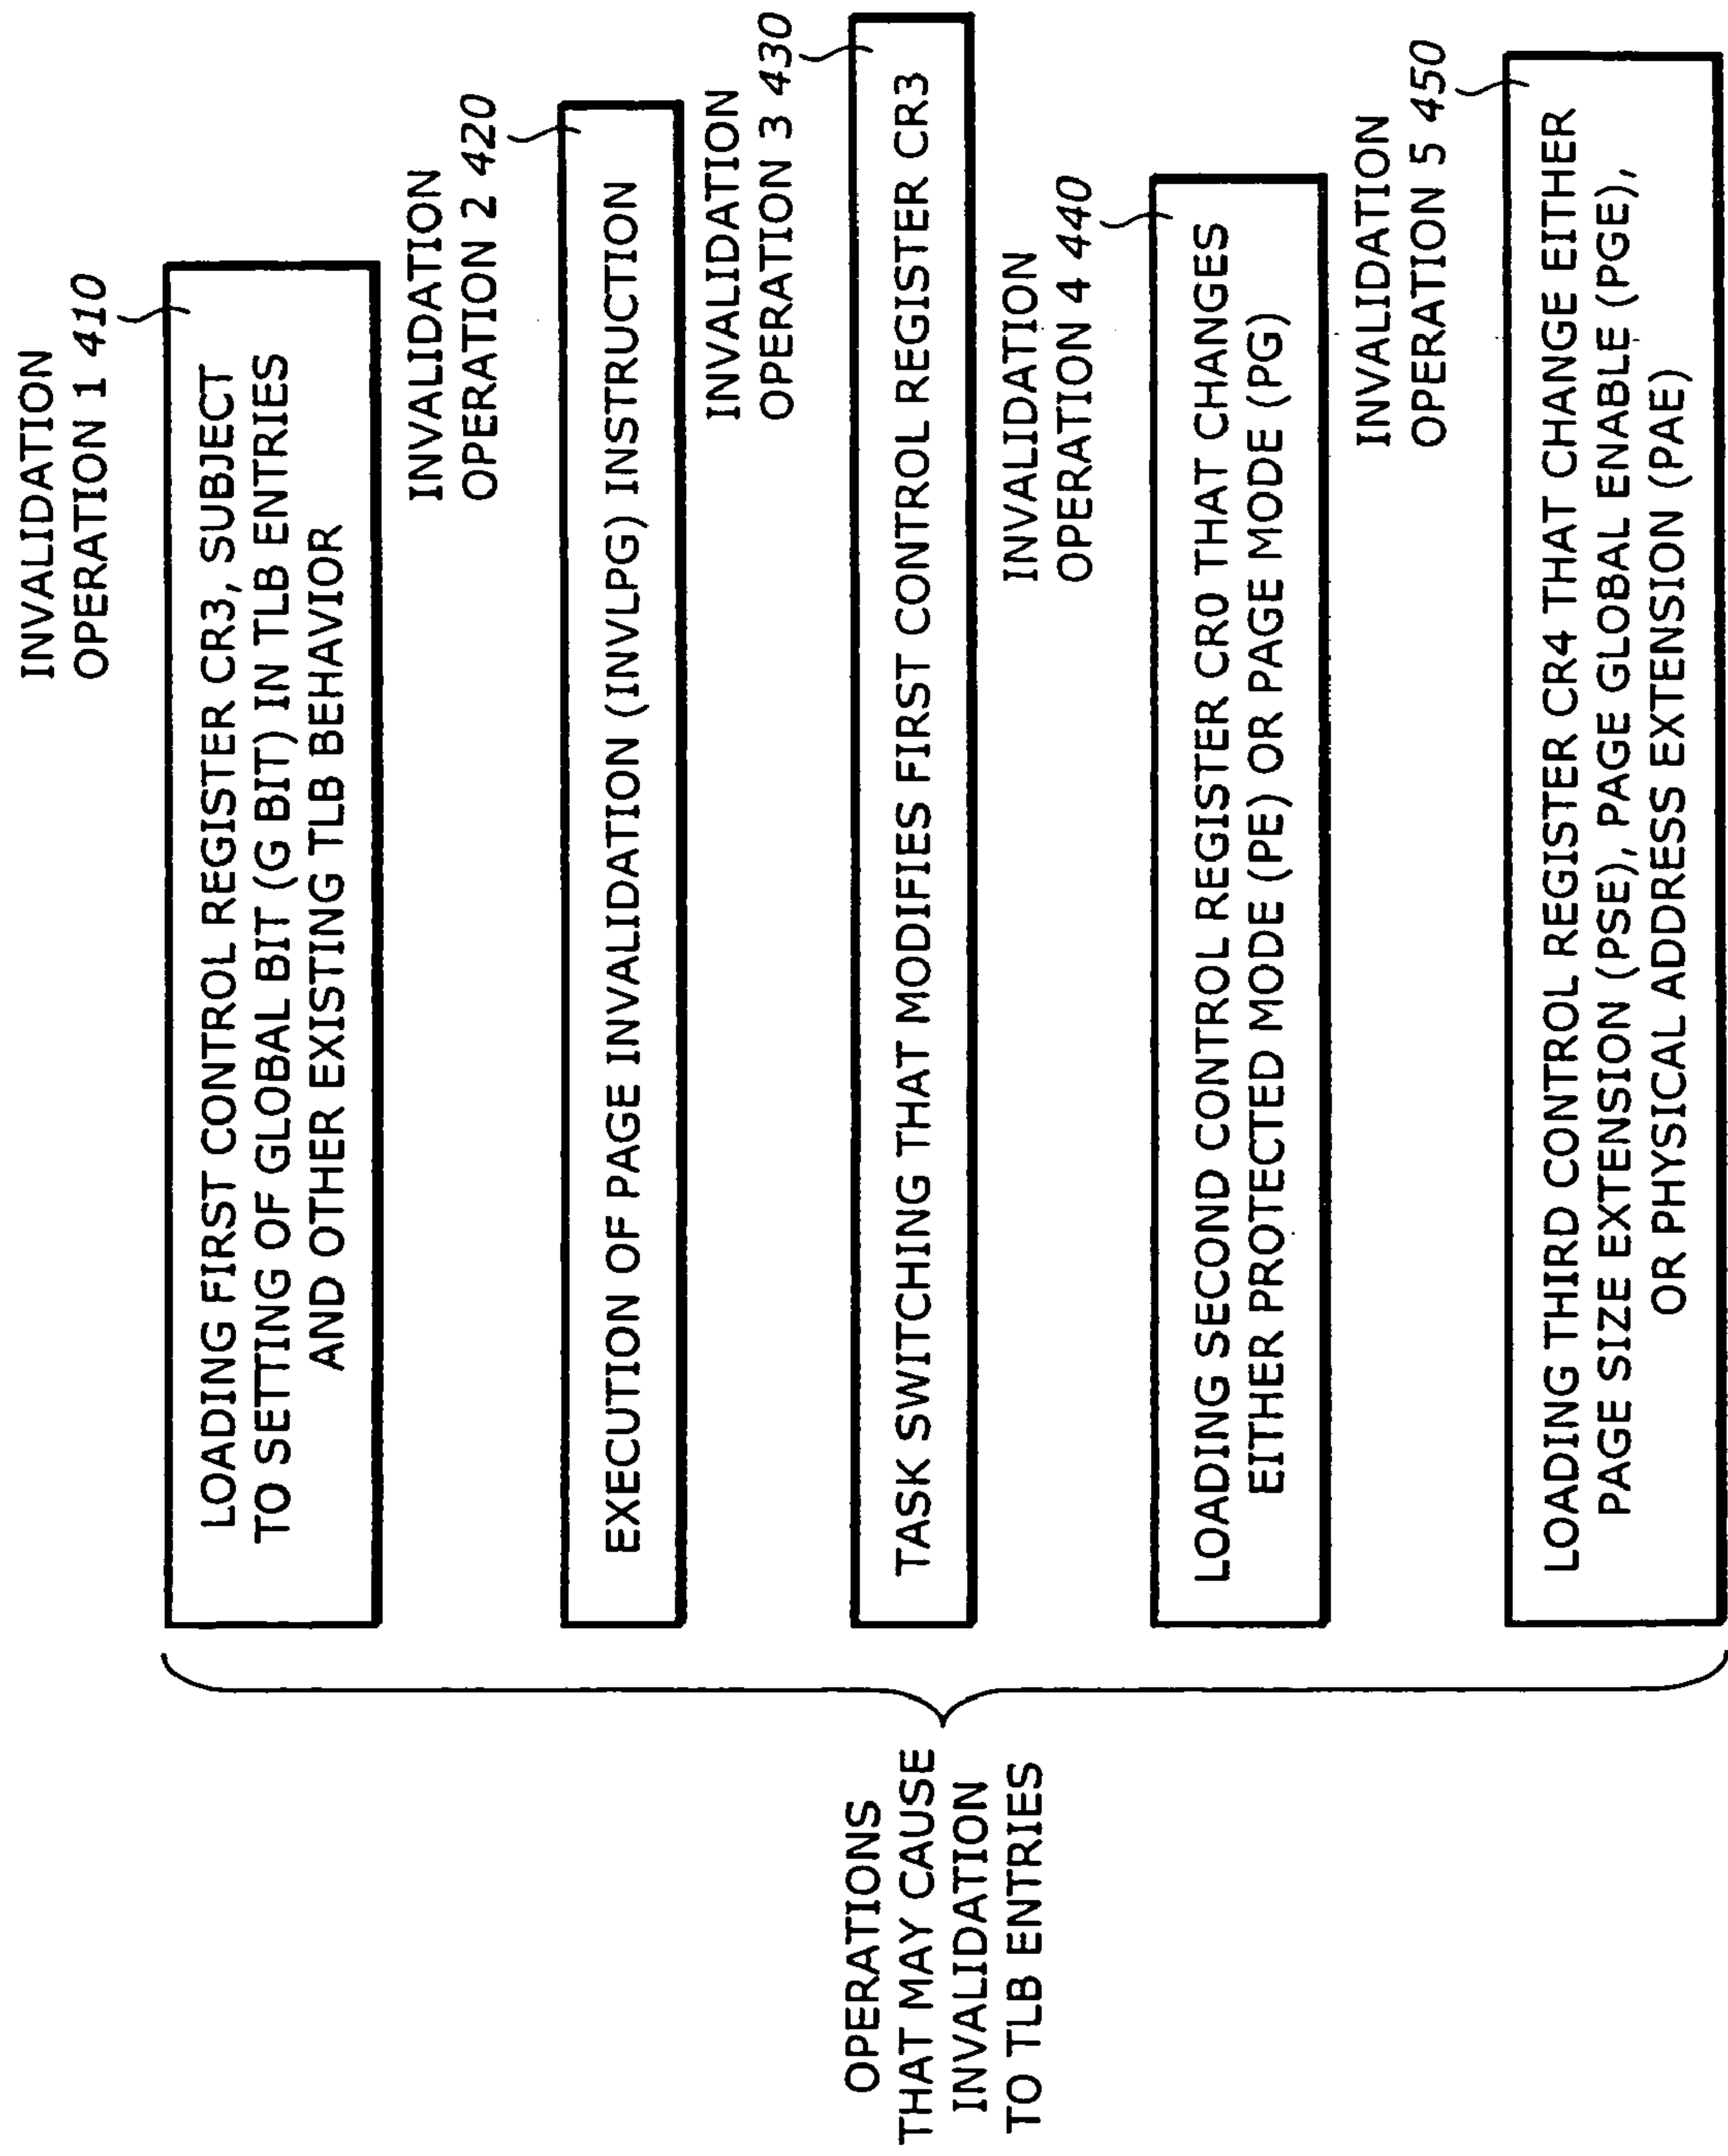 OPERATIONS
THAT MAY CAUSE
INVALIDATION
TO TLB ENTRIES
INVALIDATION
OPERATION 1 410
LOADING FIRST CONTROL REGISTER CR3, SUBJECT
TO SETTING OF GLOBAL BIT (G BIT) IN TLB ENTRIES
AND OTHER EXISTING TLB BEHAVIOR
INVALIDATION
OPERATION 2 420
EXECUTION OF PAGE INVALIDATION (INVLPG) INSTRUCTION
INVALIDATION
OPERATION 3 430
TASK SWITCHING THAT MODIFIES FIRST CONTROL REGISTER CR3
INVALIDATION
OPERATION 4 440
LOADING SECOND CONTROL REGISTER CR0 THAT CHANGES
EITHER PROTECTED MODE (PE) OR PAGE MODE (PG)
INVALIDATION
OPERATION 5 450
LOADING THIRD CONTROL REGISTER CR4 THAT CHANGE EITHER
PAGE SIZE EXTENSION (PSE), PAGE GLOBAL ENABLE (PGE),
OR PHYSICAL ADDRESS EXTENSION (PAE)